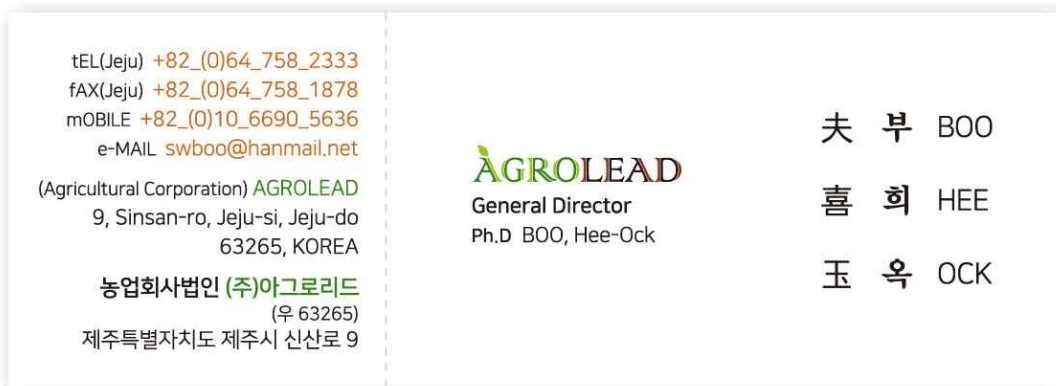 tEL(Jeju) +82_(0)64_758_2333
fAX(Jeju) +82_(0)64_758_1878
mOBILE +82_(0)10_6690_5636
e-MAIL swboo@hanmail.net
(Agricultural Corporation) AGROLEAD
9, Sinsan-ro, Jeju-si, Jeju-do
63265, KOREA
농업회사법인 (주)아그로리드
(우 63265)
제주특별자치도 제주시 신산로 9
AGROLEAD
General Director
Ph.D BOO, Hee-Ock
夫 부 BOO
喜 희 HEE
玉 옥 OCK